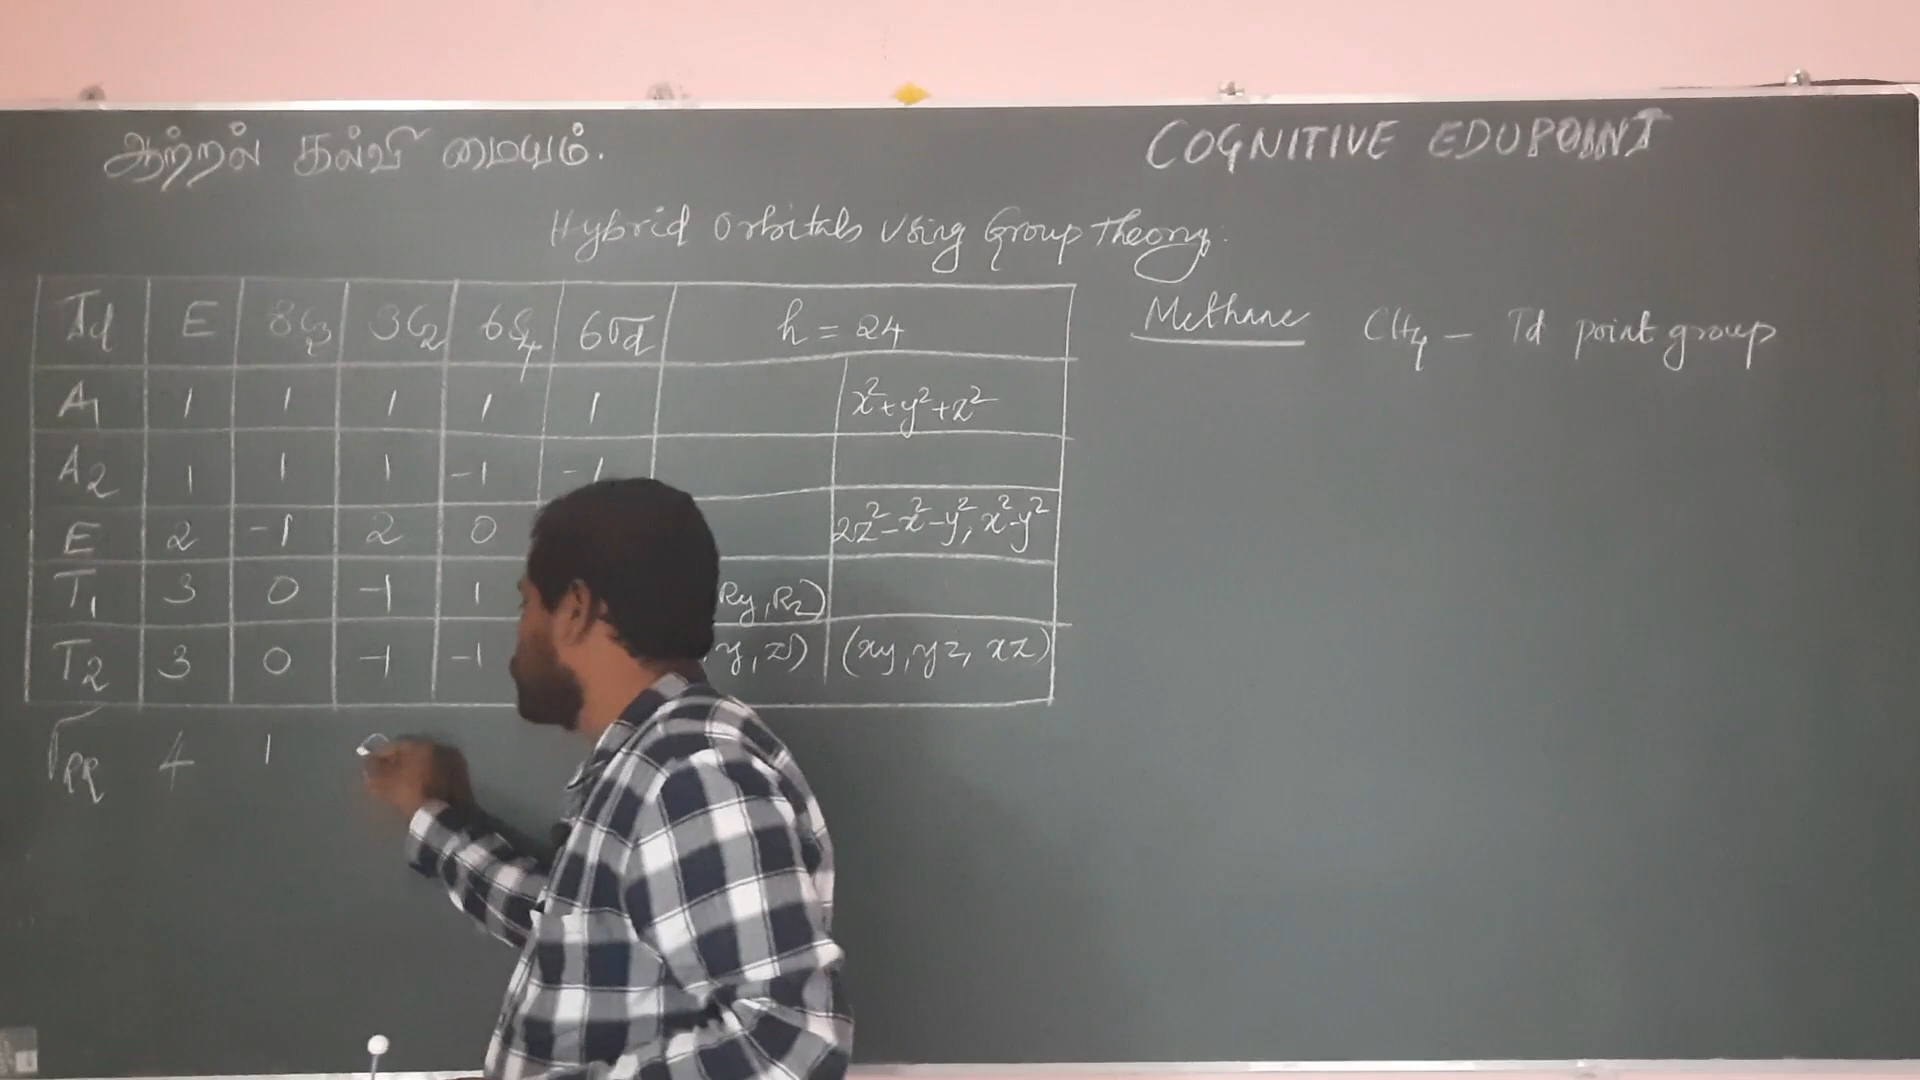 ஆற்றல் கல்வி மையம்.
COGNITIVE EDUPOINT
Hybrid Orbitals Using Group Theory.
Methane CH4 – Td point group
Td E 8C3 3C2 6S4 6σd h = 24
A1 1 1 1 1 1 x²+y²+z²
A2 1 1 1 -1 -1
E 2 -1 2 0 2z²-x²-y², x²-y²
T1 3 0 -1 1 Ry, Rz)
T2 3 0 -1 -1 , y, z) (xy, yz, xz)
ΓRR 4 1